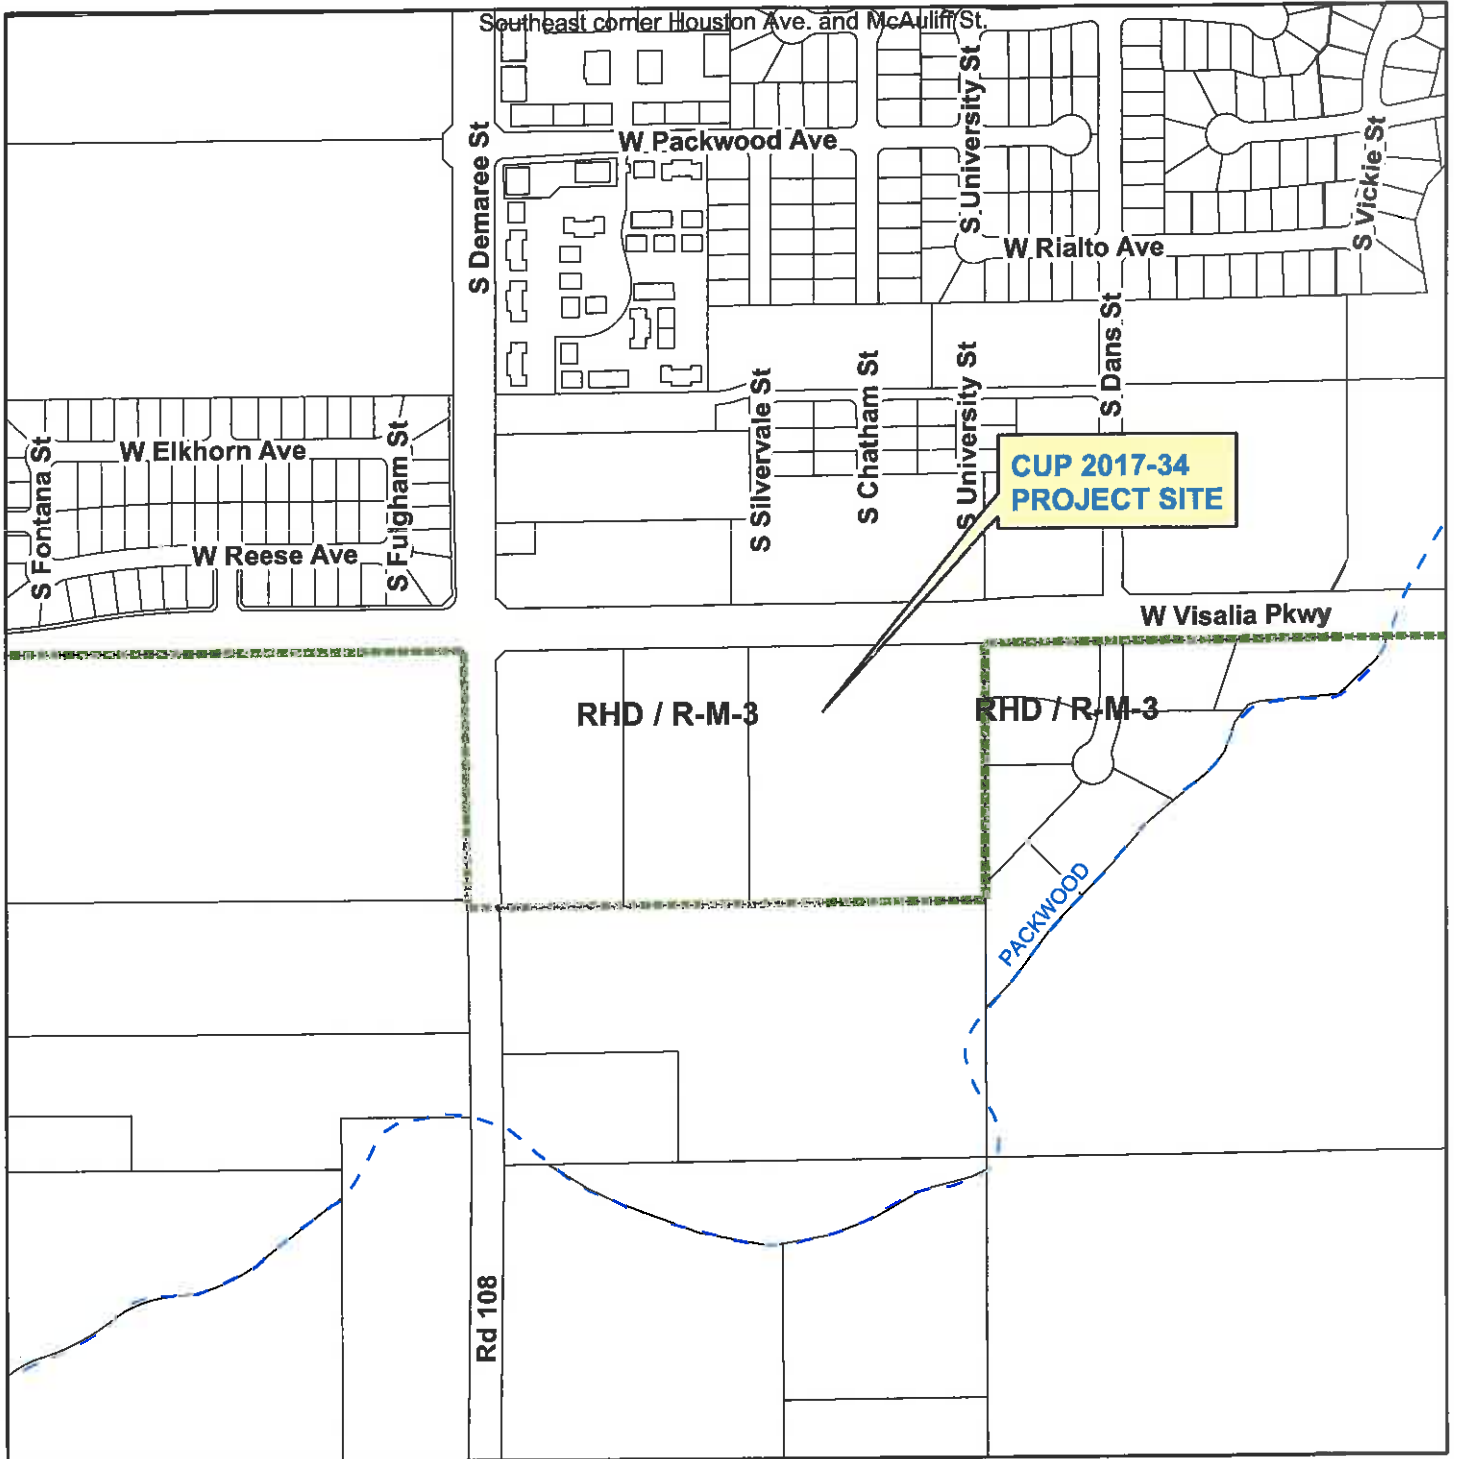 Southeast corner Houston Ave. and McAuliff St.
S Demaree St
W Packwood Ave
S University St
S Vickie St
W Rialto Ave
S Dans St
S Silvervale St
S Chatham St
S University St
S Fontana St
W Elkhorn Ave
S Fulgham St
W Reese Ave
CUP 2017-34
PROJECT SITE
W Visalia Pkwy
RHD / R-M-3
RHD / R-M-3
PACKWOOD
Rd 108